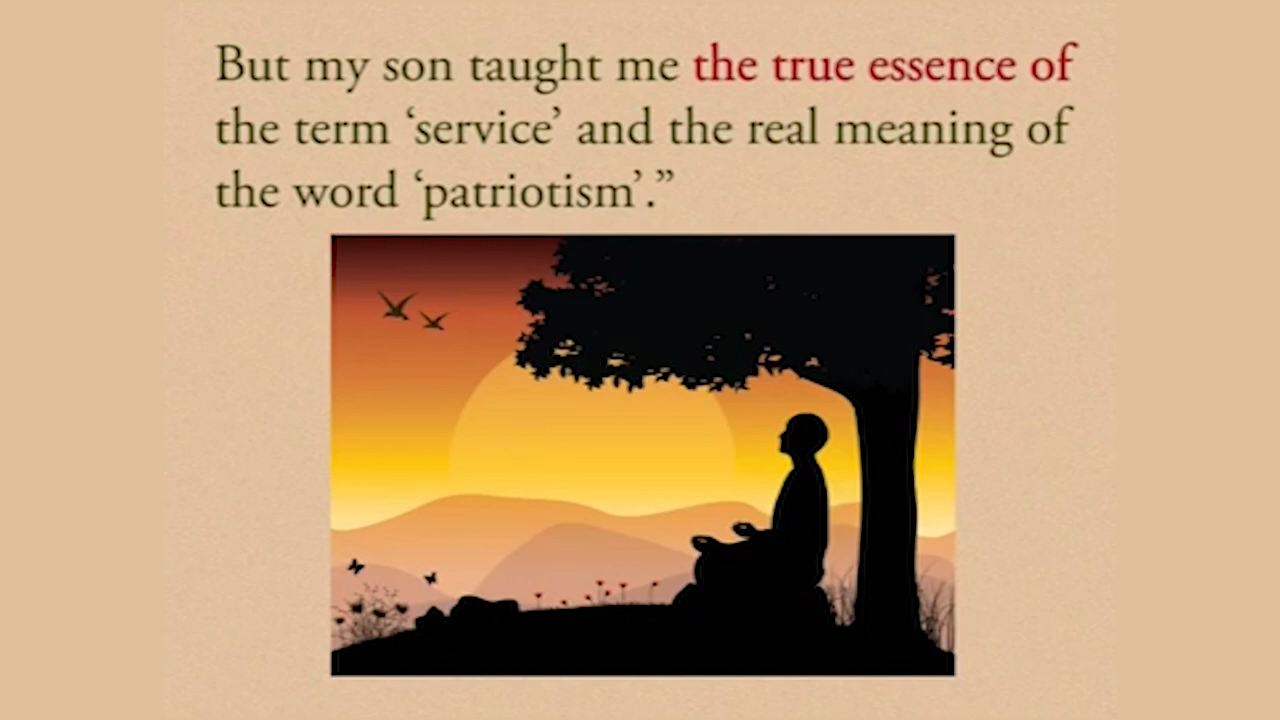 But my son taught me the true essence of
the term ‘service’ and the real meaning of
the word ‘patriotism’.”